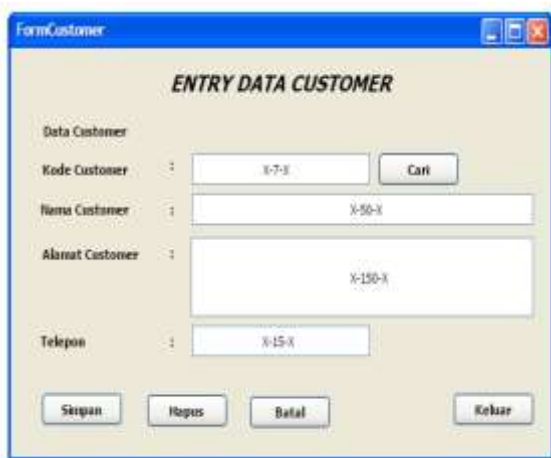 FormCustomer
ENTRY DATA CUSTOMER
Data Customer
Kode Customer : X-7-X Cari
Nama Customer : X-50-X
Alamat Customer : X-150-X
Telepon : X-15-X
Simpan Hapus Batal Keluar